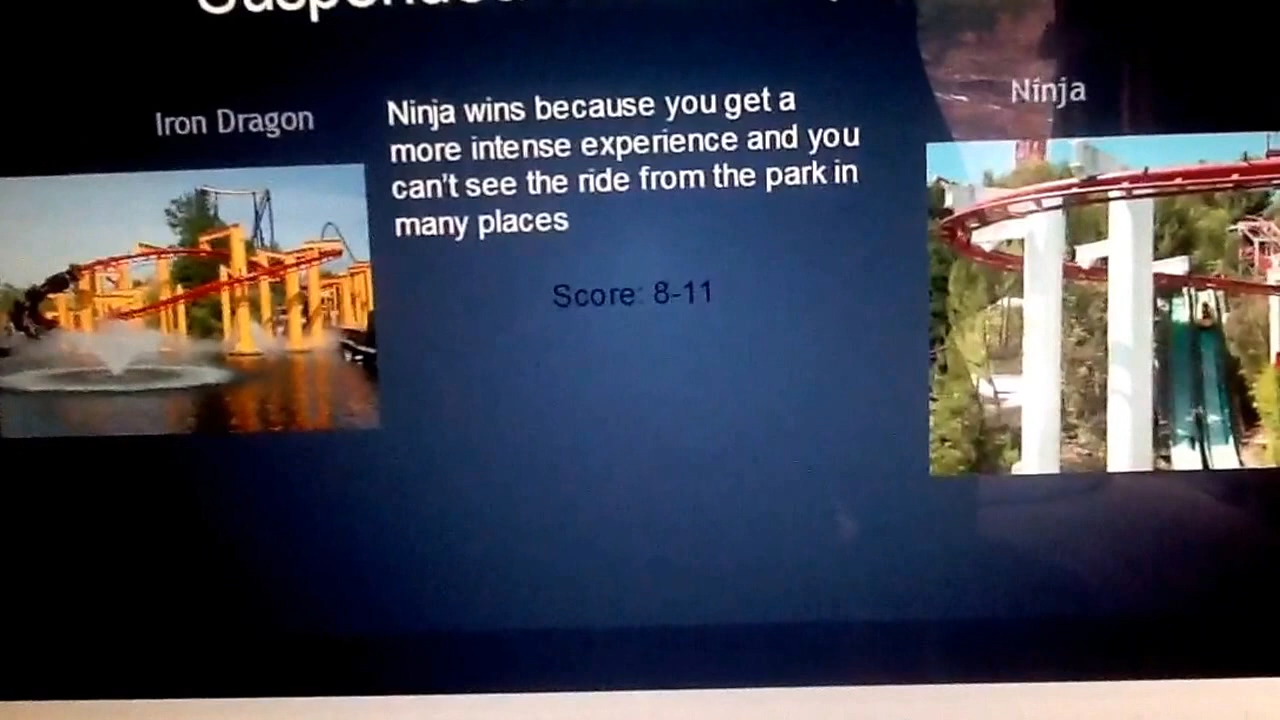 Suspended
Iron Dragon
Ninja wins because you get a
more intense experience and you
can't see the ride from the park in
many places
Ninja
Score: 8-11